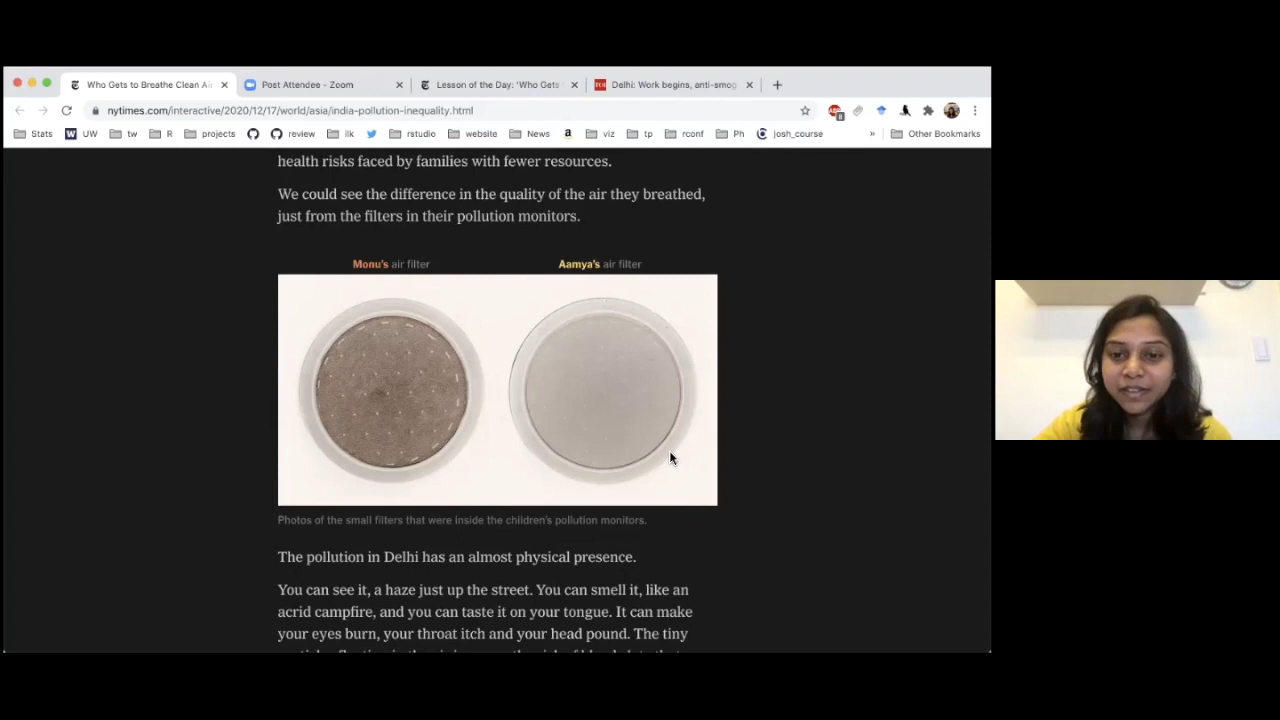 Who Gets to Breathe Clean Ai
Post Attendee - Zoom
Lesson of the Day: 'Who Gets
Delhi: Work begins, anti-smog
nytimes.com/interactive/2020/12/17/world/asia/india-pollution-inequality.html
Stats UW tw R projects review ilk rstudio website News viz tp rconf Ph josh_course » Other Bookmarks
health risks faced by families with fewer resources.
We could see the difference in the quality of the air they breathed,
just from the filters in their pollution monitors.
Monu's air filter
Aamya's air filter
Photos of the small filters that were inside the children's pollution monitors.
The pollution in Delhi has an almost physical presence.
You can see it, a haze just up the street. You can smell it, like an
acrid campfire, and you can taste it on your tongue. It can make
your eyes burn, your throat itch and your head pound. The tiny